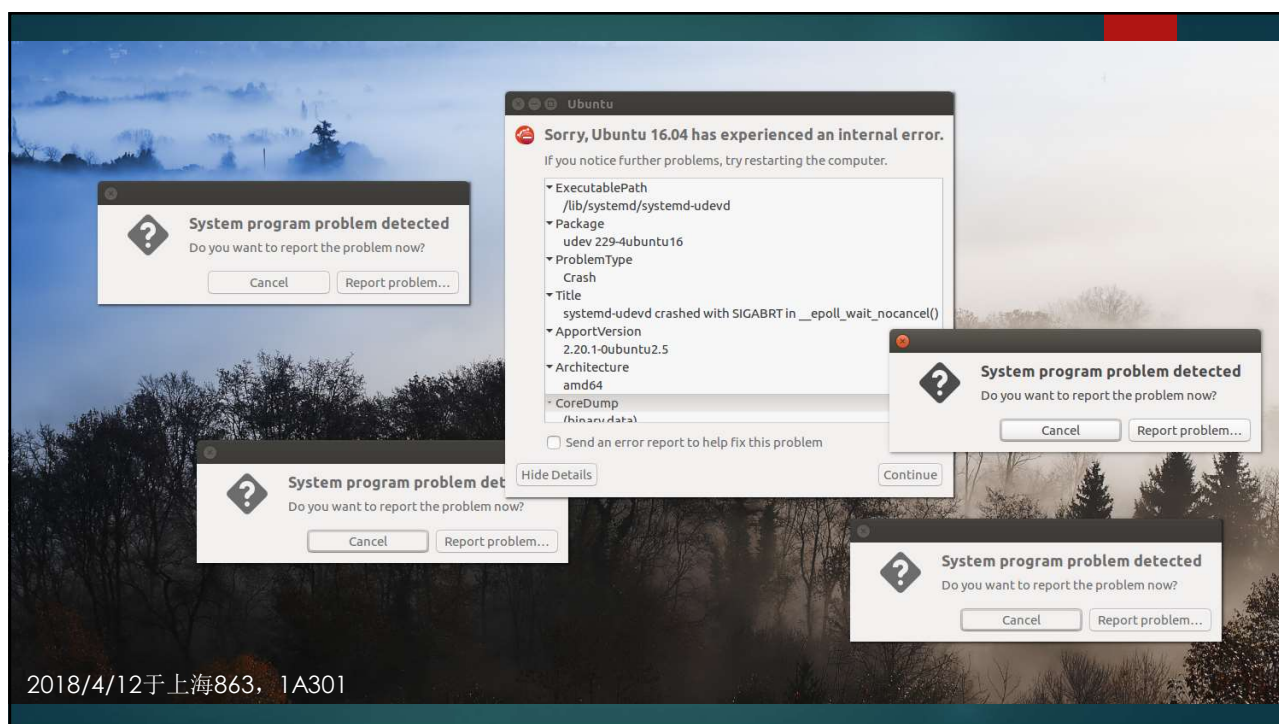 Ubuntu
Sorry, Ubuntu 16.04 has experienced an internal error.
If you notice further problems, try restarting the computer.
ExecutablePath
/lib/systemd/systemd-udevd
Package
udev 229-4ubuntu16
ProblemType
Crash
Title
systemd-udevd crashed with SIGABRT in __epoll_wait_nocancel()
ApportVersion
2.20.1-0ubuntu2.5
Architecture
amd64
CoreDump
(binary data)
Send an error report to help fix this problem
Hide Details
Continue
System program problem detected
Do you want to report the problem now?
Cancel
Report problem...
System program problem detected
Do you want to report the problem now?
Cancel
Report problem...
System program problem det
Do you want to report the problem now?
Cancel
Report problem...
System program problem detected
Do you want to report the problem now?
Cancel
Report problem...
2018/4/12于上海863，1A301